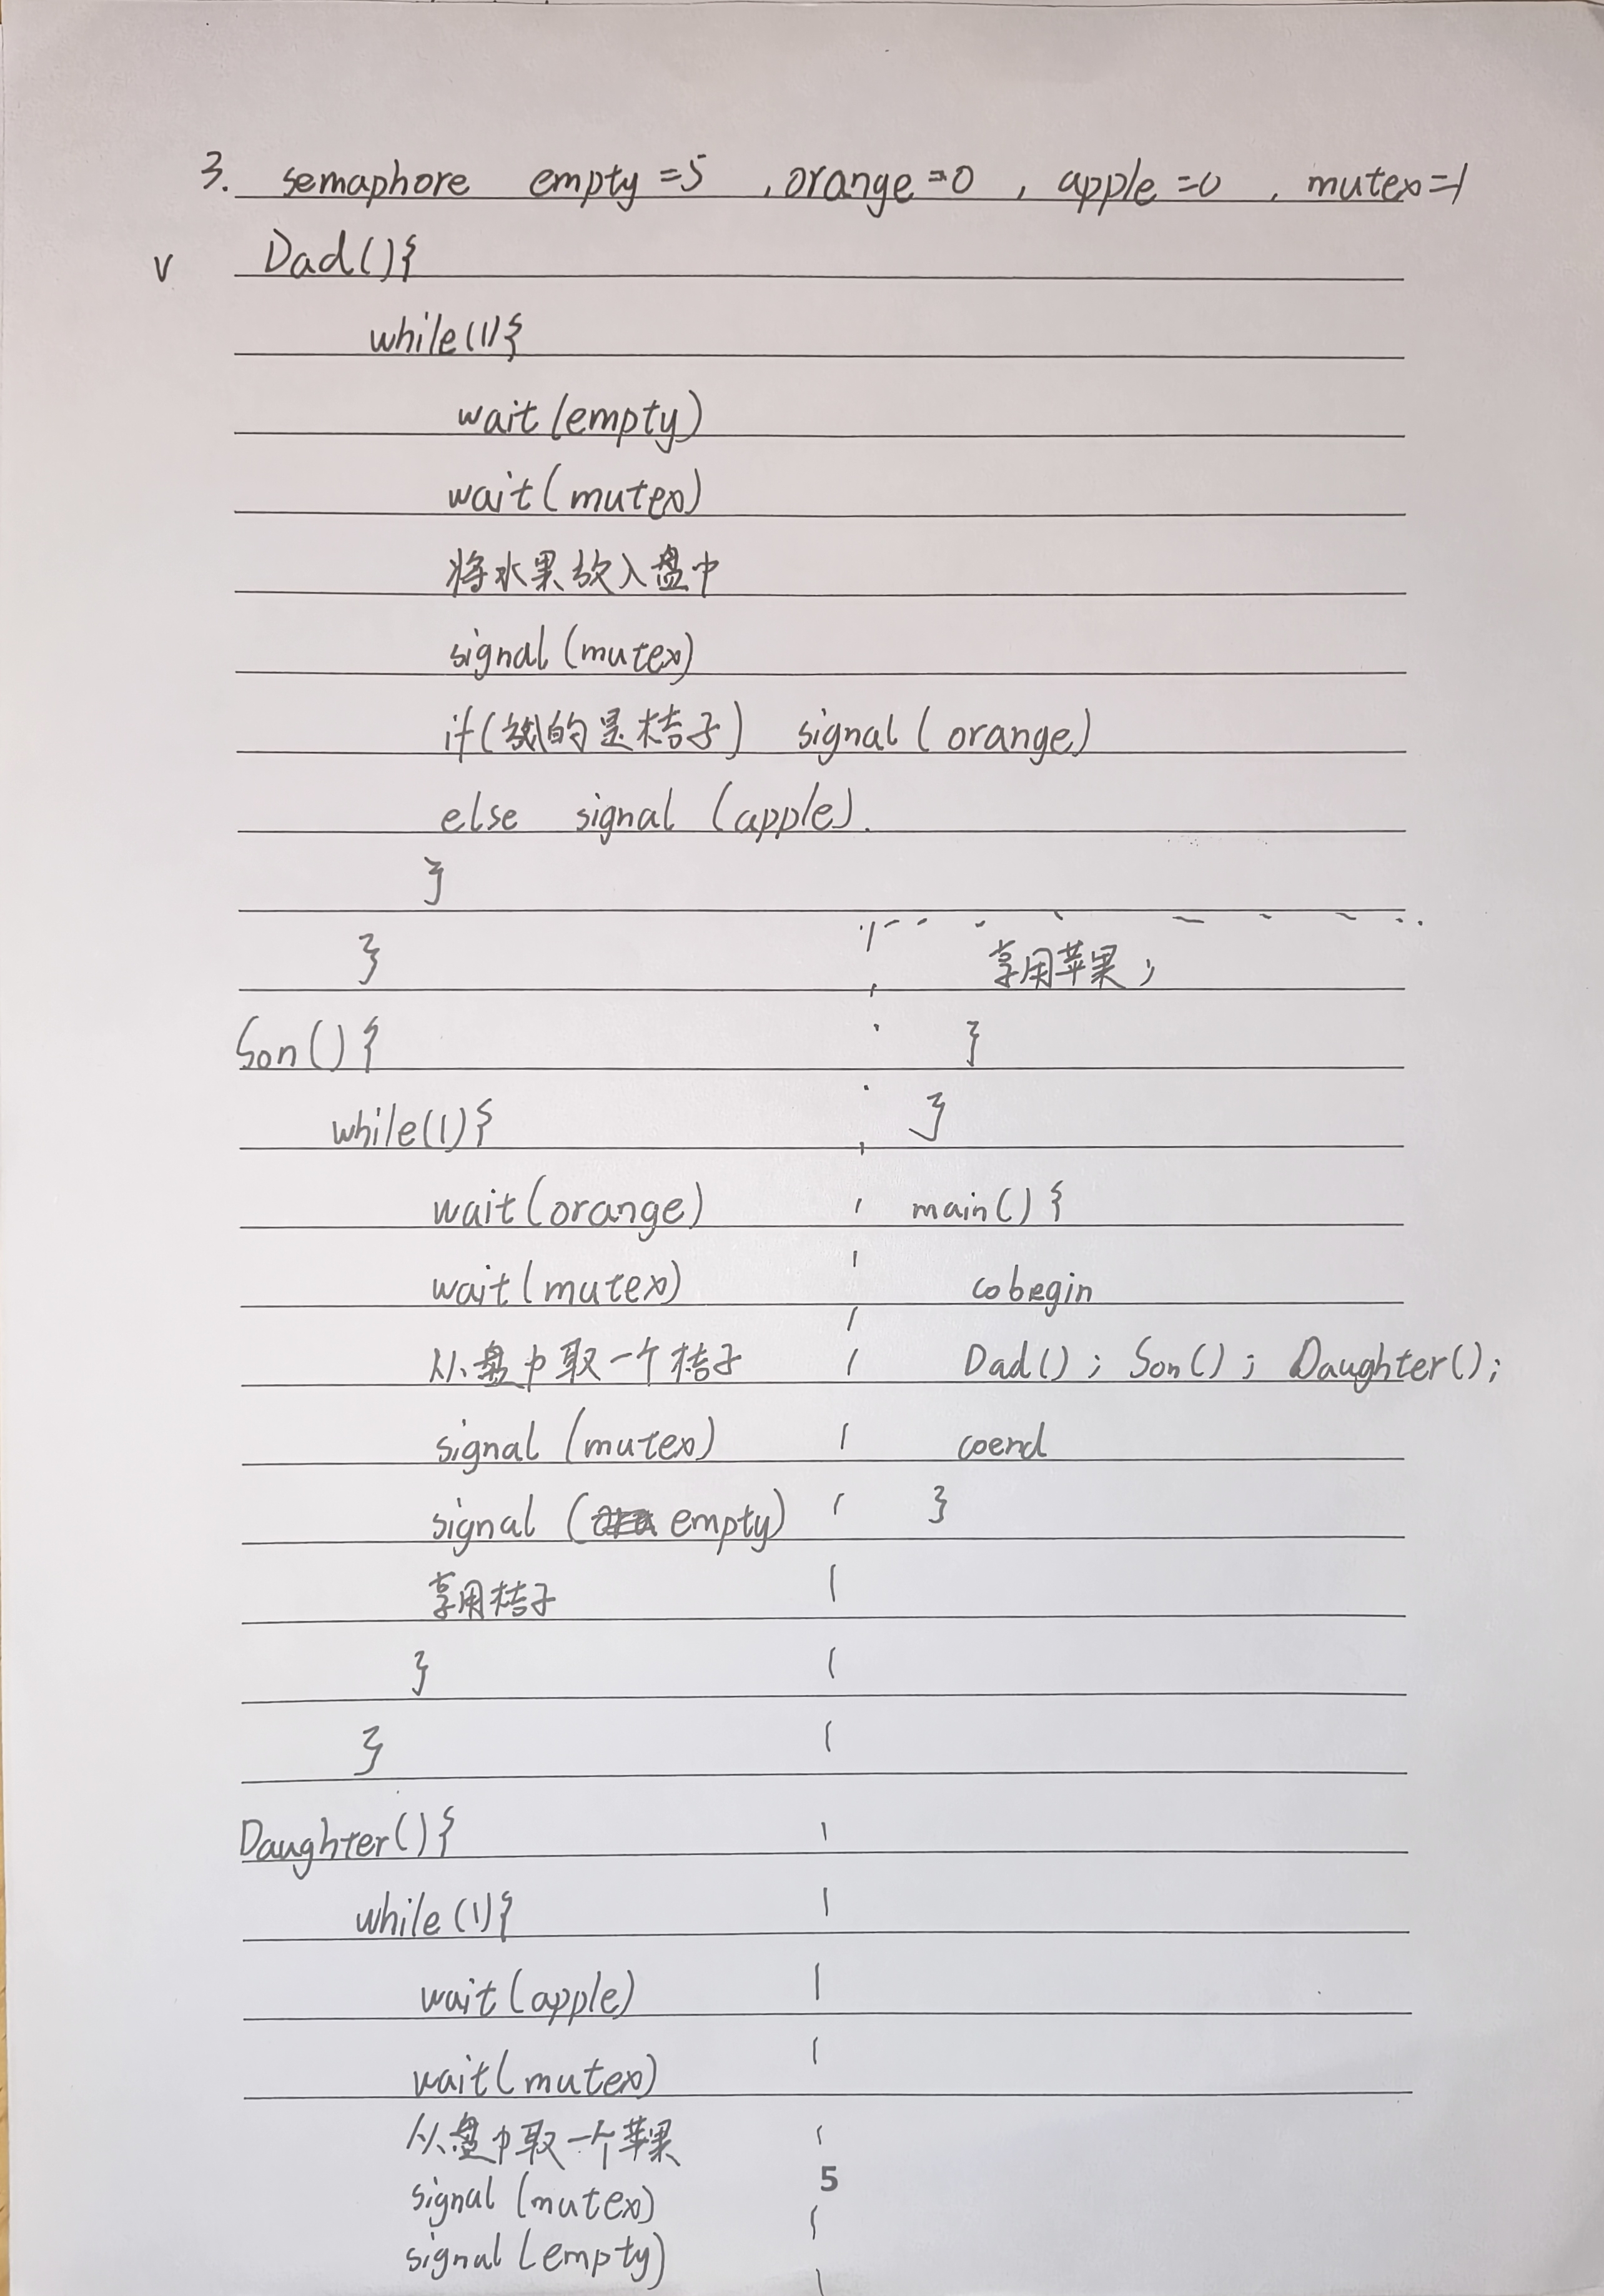 3. semaphore empty=5 , orange=0 , apple=0 , mutex=1
v Dad(){
while(1){
wait(empty)
wait(mutex)
将水果放入盘中
signal(mutex)
if(放的是桔子) signal(orange)
else signal(apple).
}
}
Son(){
while(1){
wait(orange)
wait(mutex)
从盘中取一个桔子
signal(mutex)
signal(empty)
享用桔子
}
}
Daughter(){
while(1){
wait(apple)
wait(mutex)
从盘中取一个苹果
signal(mutex)
signal(empty)
享用苹果;
}
}
main(){
cobegin
Dad(); Son(); Daughter();
coend
}
5